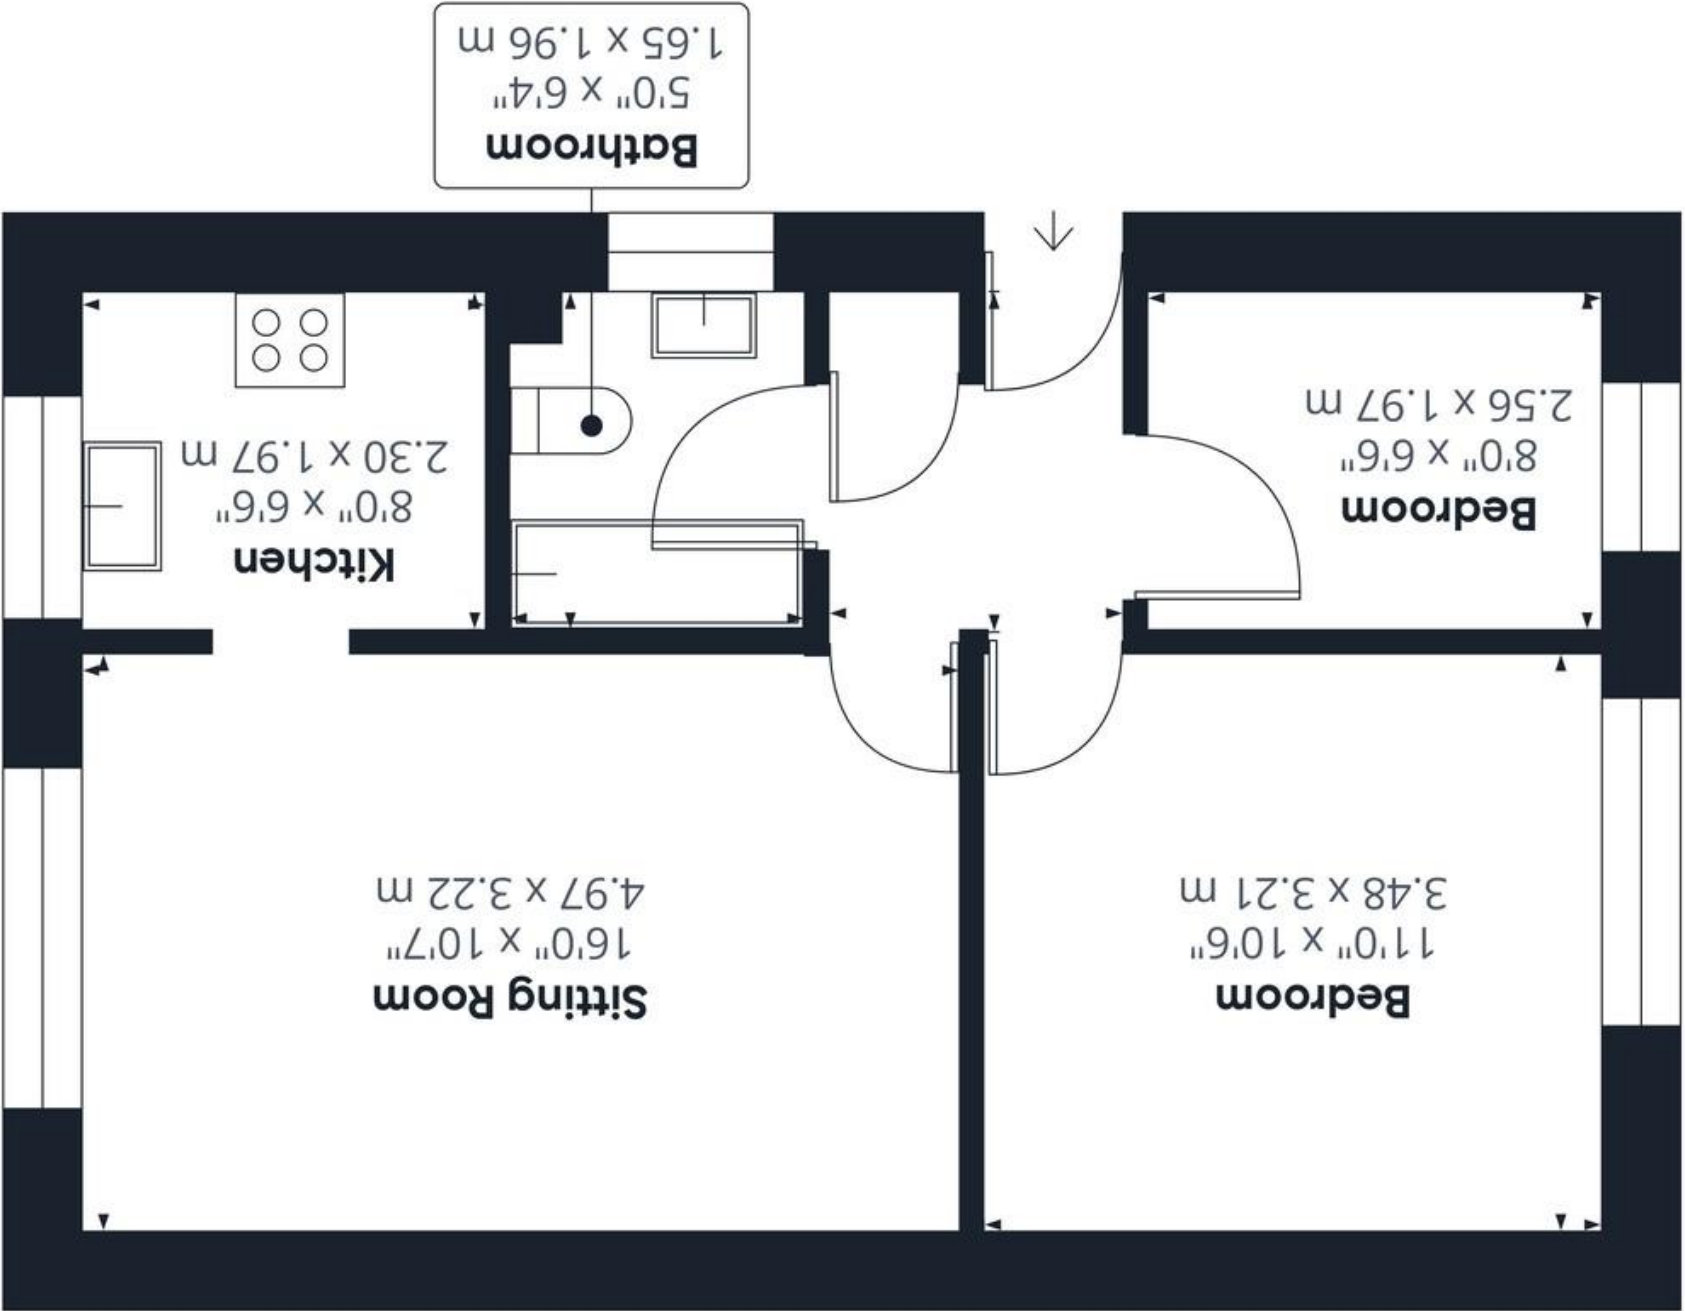 Bedroom
11'0" x 10'6"
3.48 x 3.21 m
Sitting Room
16'0" x 10'7"
4.97 x 3.22 m
Bedroom
8'0" x 6'6"
2.56 x 1.97 m
Kitchen
8'0" x 6'6"
2.30 x 1.97 m
Bathroom
5'0" x 6'4"
1.65 x 1.96 m